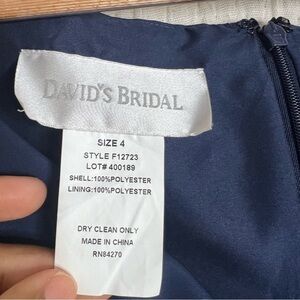 DAVID'S BRIDAL
SIZE 4
STYLE F12723
LOT# 400189
SHELL:100%POLYESTER
LINING:100%POLYESTER
DRY CLEAN ONLY
MADE IN CHINA
RN84270